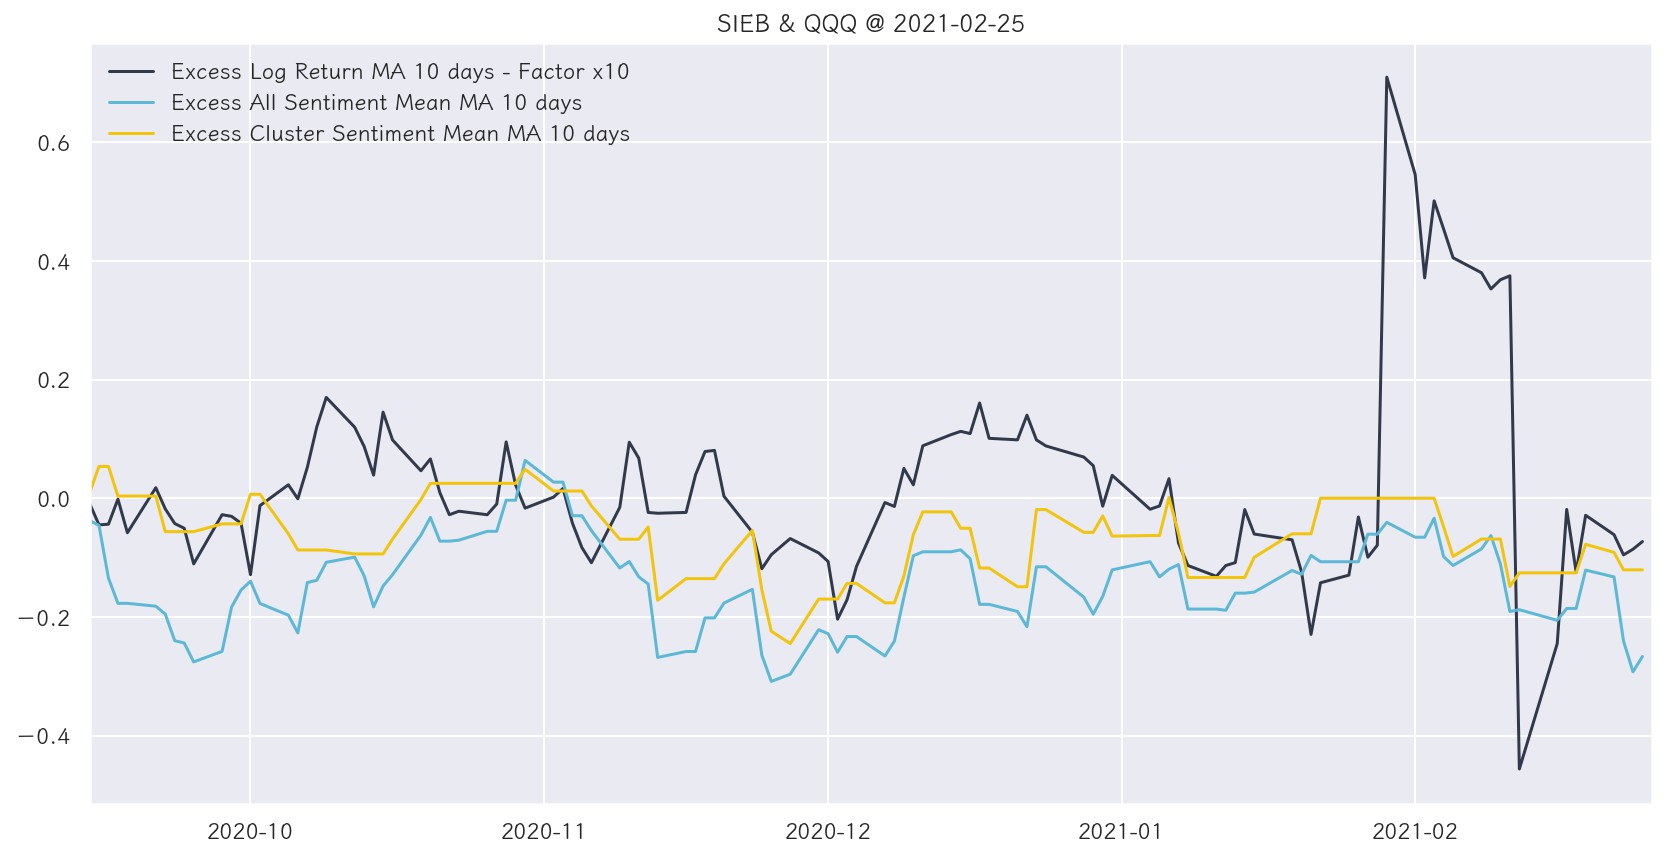 SIEB & QQQ @ 2021-02-25
Excess Log Return MA 10 days - Factor x10
Excess All Sentiment Mean MA 10 days
Excess Cluster Sentiment Mean MA 10 days
0.6
0.4
0.2
0.0
−0.2
−0.4
2020-10 2020-11 2020-12 2021-01 2021-02